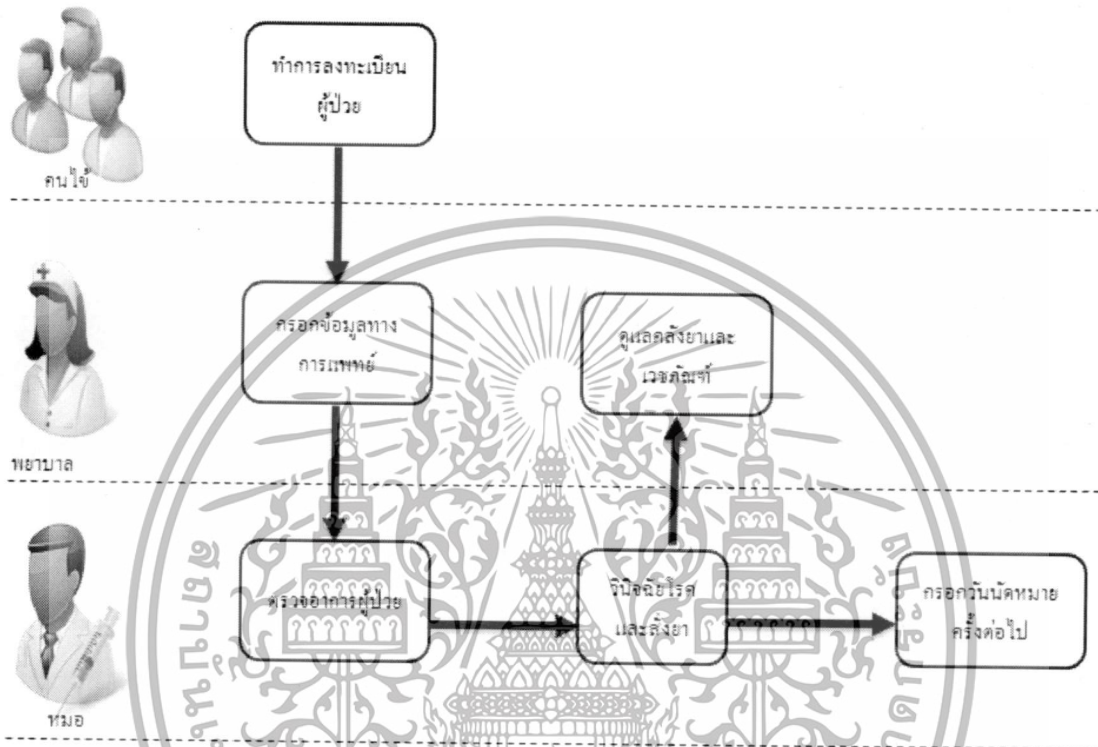 ทำการลงทะเบียน
ผู้ป่วย
คนไข้
กรอกข้อมูลทาง
การแพทย์
ดูแลคลังยาและ
เวชภัณฑ์
พยาบาล
ตรวจอาการผู้ป่วย
วินิจฉัยโรค
และสั่งยา
กรอกวันนัดหมาย
ครั้งต่อไป
หมอ